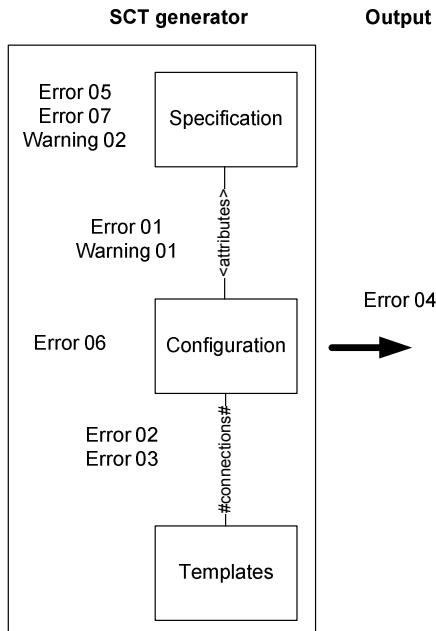 SCT generator
Output
Error 05
Error 07
Warning 02
Specification
<attributes>
Error 01
Warning 01
Error 04
Error 06
Configuration
Error 02
Error 03
#connections#
Templates